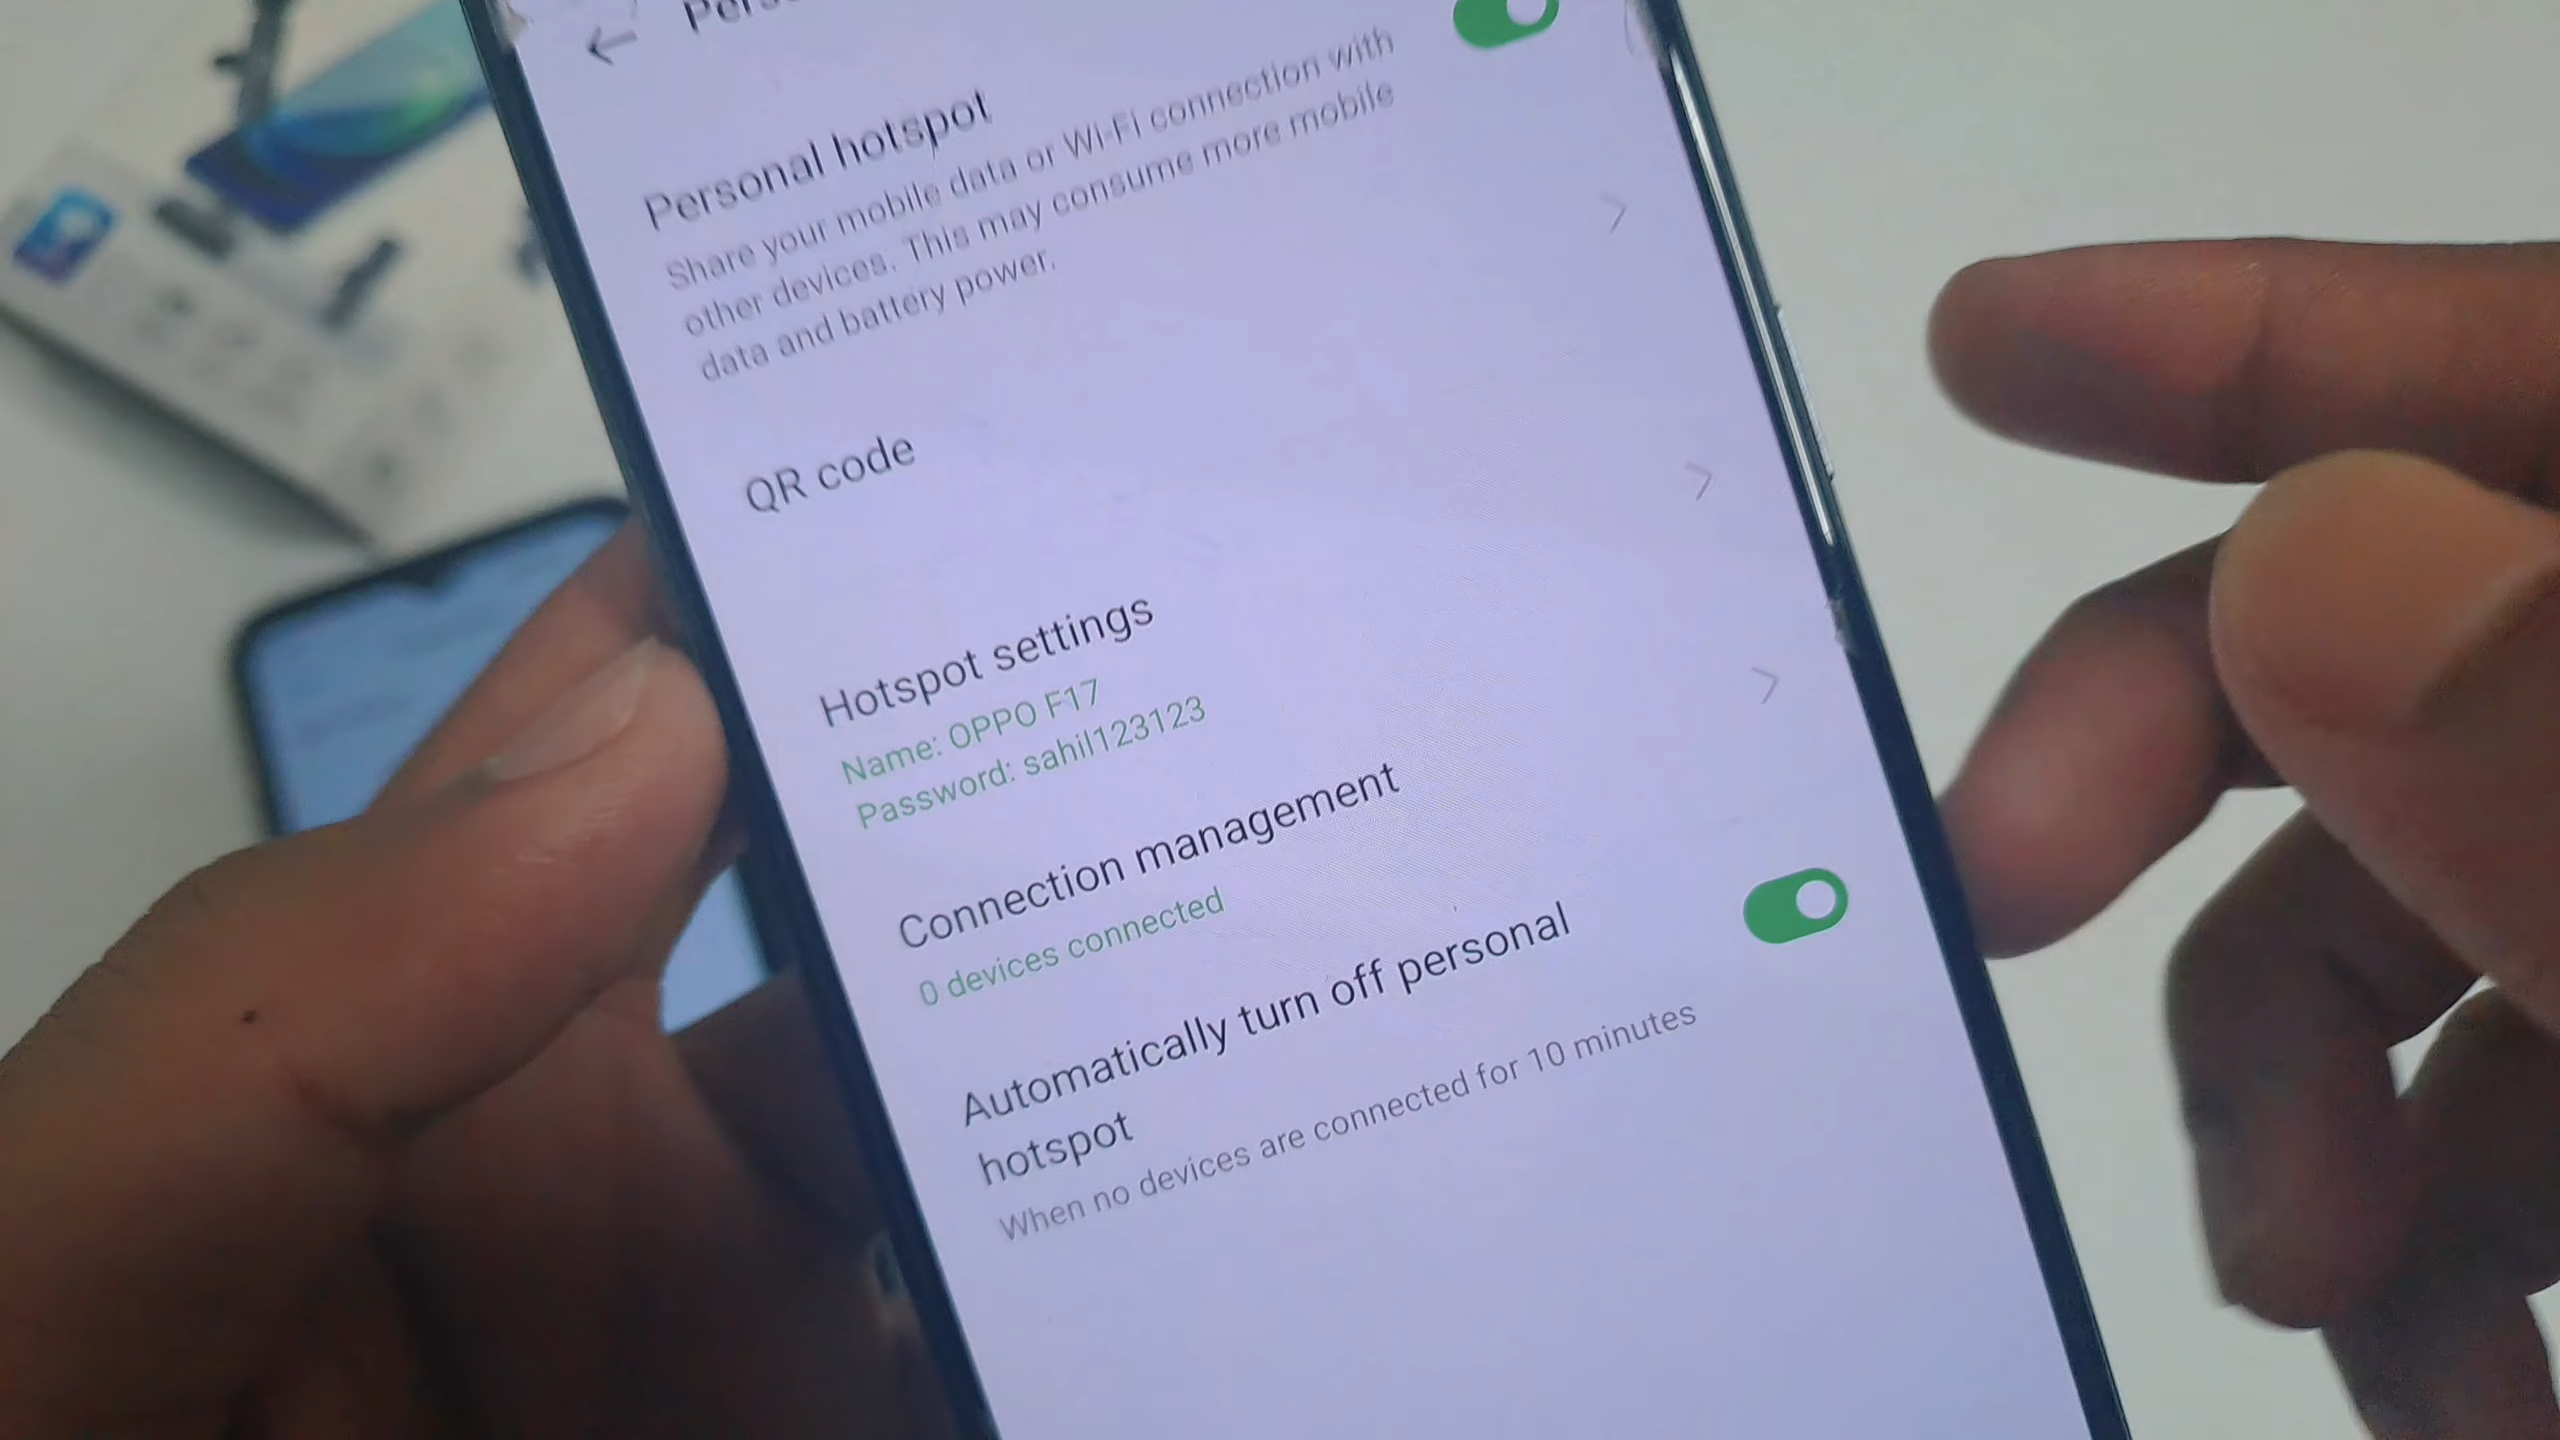 Personal hotspot
Share your mobile data or Wi-Fi connection with
other devices. This may consume more mobile
data and battery power.
QR code
Hotspot settings
Name: OPPO F17
Password: sahil123123
Connection management
0 devices connected
Automatically turn off personal
hotspot
When no devices are connected for 10 minutes